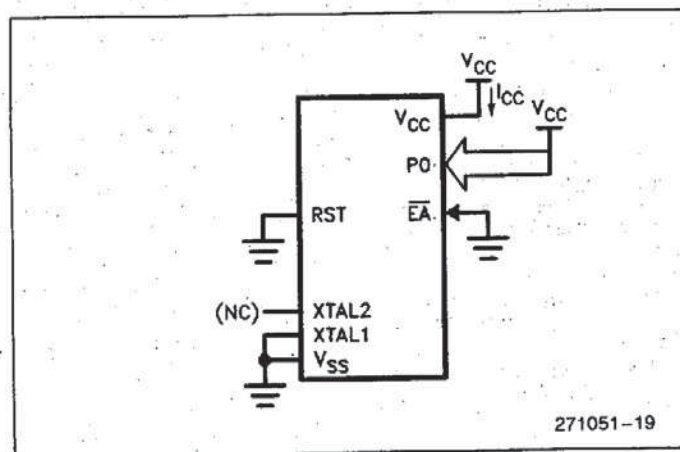 VCC
ICC
VCC
VCC
P0
RST
EA
(NC)
XTAL2
XTAL1
VSS
271051-19